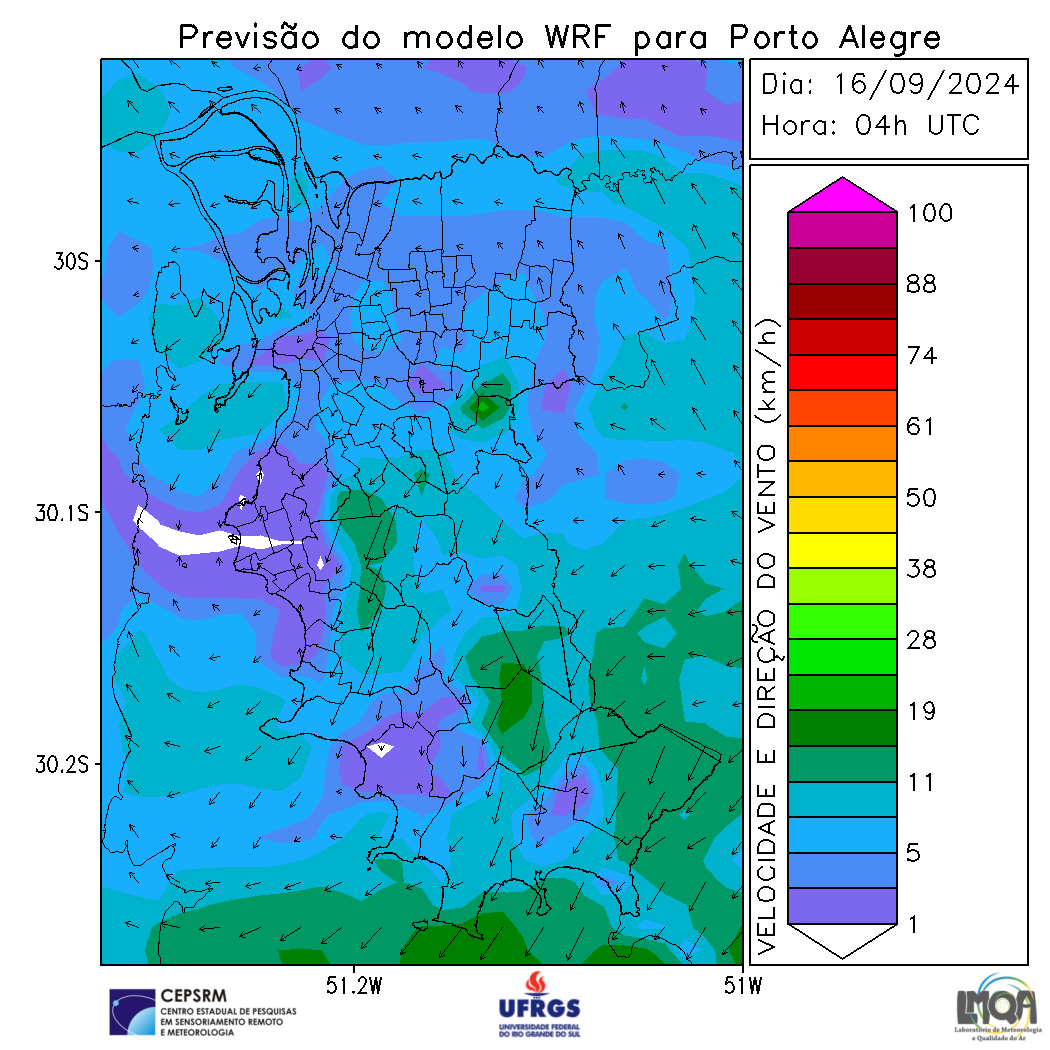 Previsão do modelo WRF para Porto Alegre
Dia: 16/09/2024
Hora: 04h UTC
30S
30.1S
30.2S
51.2W
51W
VELOCIDADE E DIREÇÃO DO VENTO (km/h)
100
88
74
61
50
38
28
19
11
5
1
CEPSRM
CENTRO ESTADUAL DE PESQUISAS
EM SENSORIAMENTO REMOTO
E METEOROLOGIA
UFRGS
UNIVERSIDADE FEDERAL
DO RIO GRANDE DO SUL
LMQA
Laboratório de Meteorologia
e Qualidade do Ar